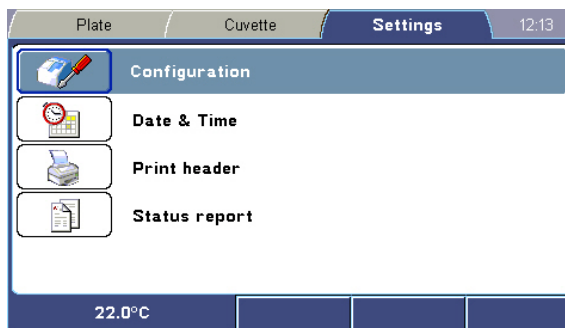 Plate Cuvette Settings 12:13
Configuration
Date & Time
Print header
Status report
22.0°C